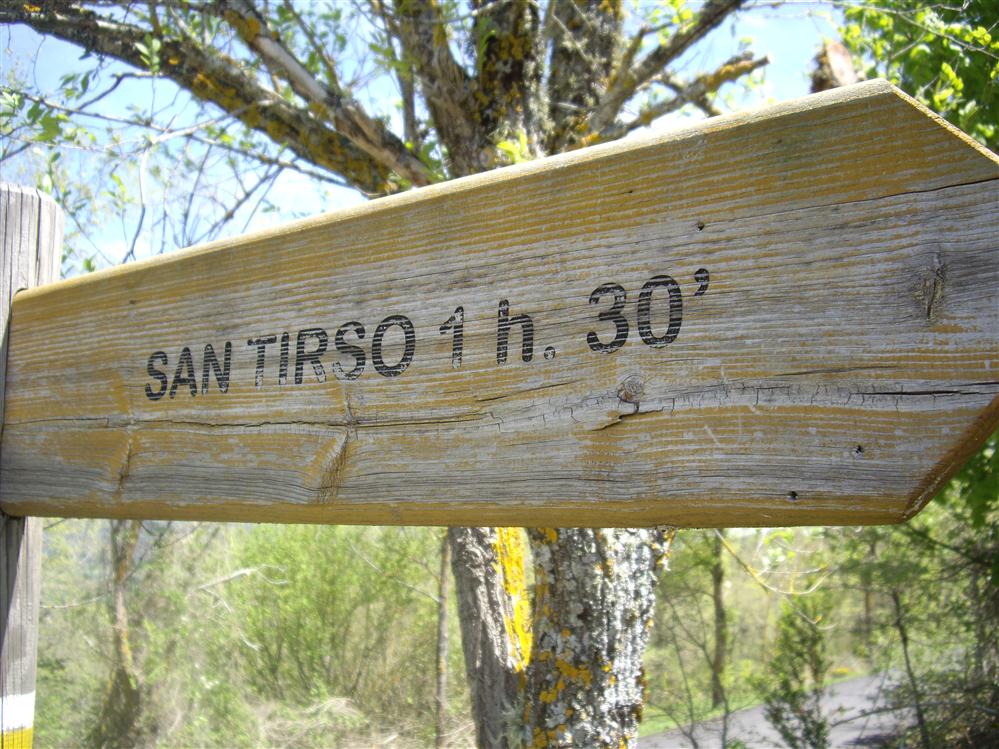 SAN TIRSO 1 h. 30’